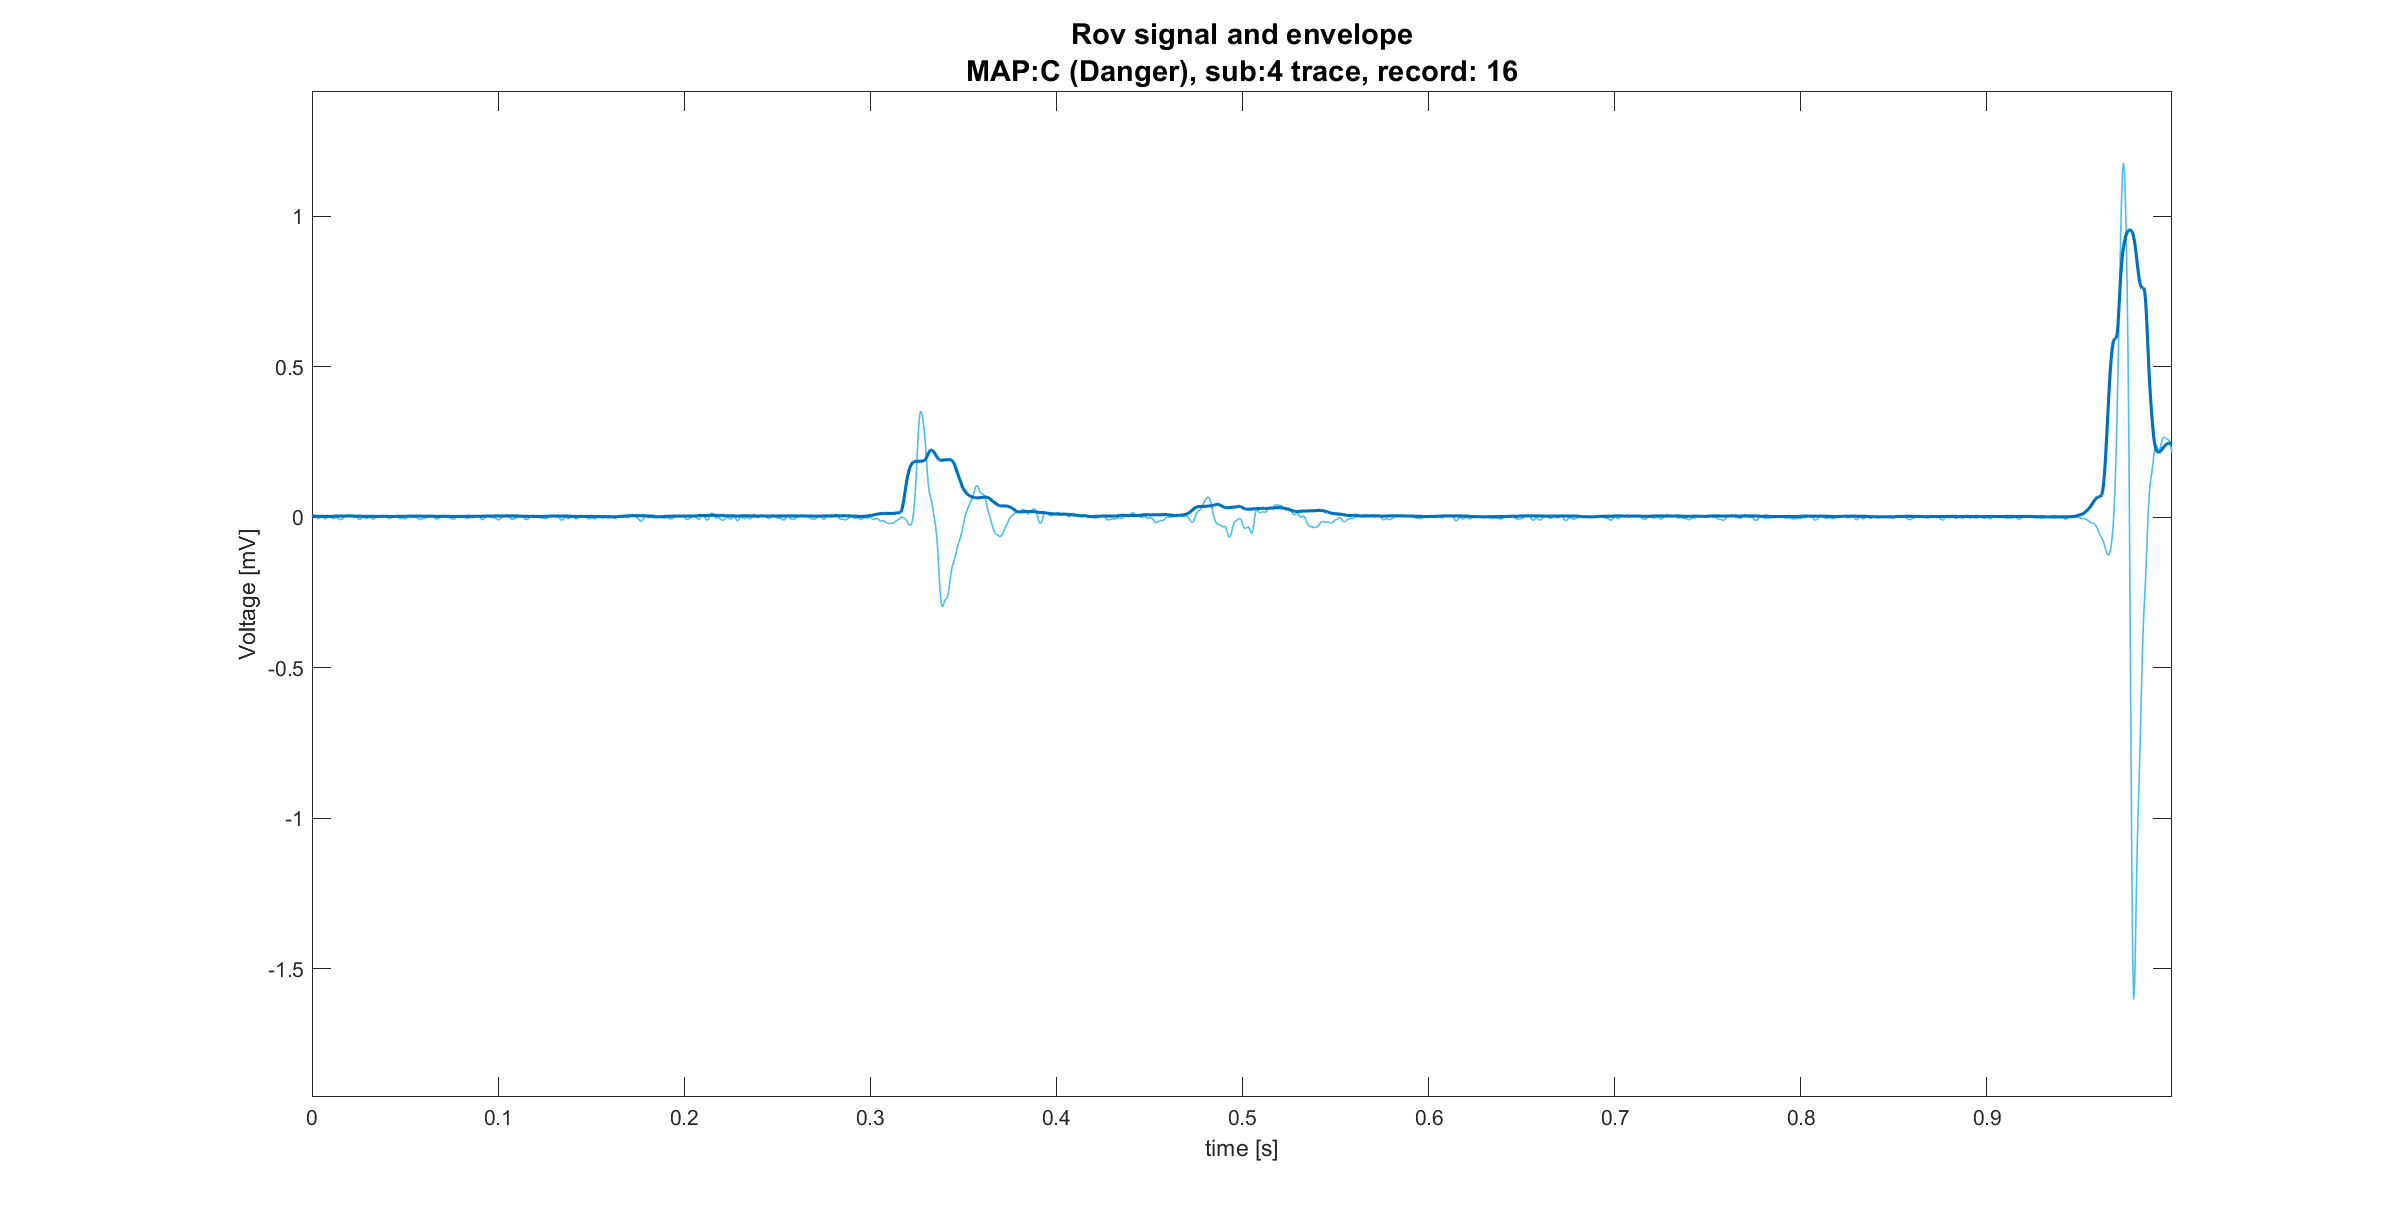 Rov signal and envelope
MAP:C (Danger), sub:4 trace, record: 16
1
0.5
0
-0.5
-1
-1.5
Voltage [mV]
0 0.1 0.2 0.3 0.4 0.5 0.6 0.7 0.8 0.9
time [s]